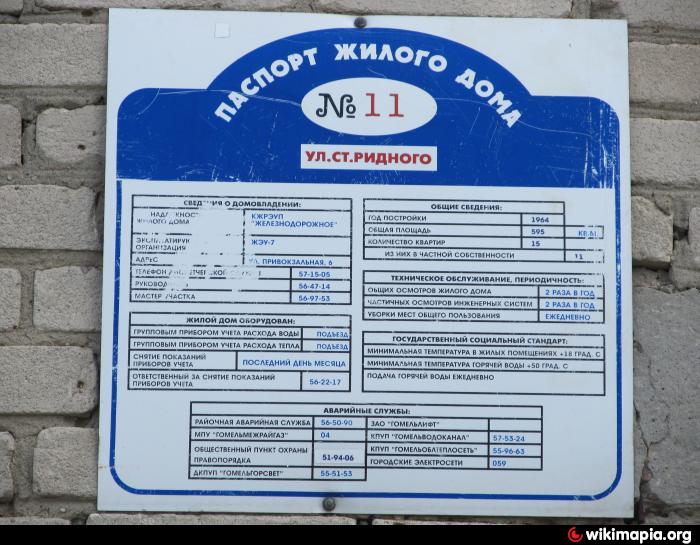 ПАСПОРТ ЖИЛОГО ДОМА
№ 11
УЛ.СТ.РИДНОГО
СВЕДЕНИЯ О ДОМОВЛАДЕНИИ:
ЖИЛОГО ДОМА КЖРЭУП "ЖЕЛЕЗНОДОРОЖНОЕ"
ОРГАНИЗАЦИЯ ЖЭУ-7
АДРЕС УЛ. ПРИВОКЗАЛЬНАЯ, 6
ТЕЛЕФОН 57-15-05
56-47-14
МАСТЕР УЧАСТКА 56-97-53
ЖИЛОЙ ДОМ ОБОРУДОВАН:
ГРУППОВЫМ ПРИБОРОМ УЧЕТА РАСХОДА ВОДЫ ПОДЪЕЗД
ГРУППОВЫМ ПРИБОРОМ УЧЕТА РАСХОДА ТЕПЛА ПОДЪЕЗД
СНЯТИЕ ПОКАЗАНИЙ
ПРИБОРОВ УЧЕТА ПОСЛЕДНИЙ ДЕНЬ МЕСЯЦА
ОТВЕТСТВЕННЫЙ ЗА СНЯТИЕ ПОКАЗАНИЙ
ПРИБОРОВ УЧЕТА 56-22-17
ОБЩИЕ СВЕДЕНИЯ:
ГОД ПОСТРОЙКИ 1964
ОБЩАЯ ПЛОЩАДЬ 595 КВ.М.
КОЛИЧЕСТВО КВАРТИР 15
ИЗ НИХ В ЧАСТНОЙ СОБСТВЕННОСТИ 11
ТЕХНИЧЕСКОЕ ОБСЛУЖИВАНИЕ, ПЕРИОДИЧНОСТЬ:
ОБЩИХ ОСМОТРОВ ЖИЛОГО ДОМА 2 РАЗА В ГОД
ЧАСТИЧНЫХ ОСМОТРОВ ИНЖЕНЕРНЫХ СИСТЕМ 2 РАЗА В ГОД
УБОРКИ МЕСТ ОБЩЕГО ПОЛЬЗОВАНИЯ ЕЖЕДНЕВНО
ГОСУДАРСТВЕННЫЙ СОЦИАЛЬНЫЙ СТАНДАРТ:
МИНИМАЛЬНАЯ ТЕМПЕРАТУРА В ЖИЛЫХ ПОМЕЩЕНИЯХ +18 ГРАД. С
МИНИМАЛЬНАЯ ТЕМПЕРАТУРА ГОРЯЧЕЙ ВОДЫ +50 ГРАД. С
ПОДАЧА ГОРЯЧЕЙ ВОДЫ ЕЖЕДНЕВНО
АВАРИЙНЫЕ СЛУЖБЫ:
РАЙОЧНАЯ АВАРИЙНАЯ СЛУЖБА 56-50-90
МПУ "ГОМЕЛЬМЕЖРАЙГАЗ" 04
ОБЩЕСТВЕННЫЙ ПУНКТ ОХРАНЫ
ПРАВОПОРЯДКА 51-94-06
ДКПУП "ГОМЕЛЬГОРСВЕТ" 55-51-53
ЗАО "ГОМЕЛЬЛИФТ"
КПУП "ГОМЕЛЬВОДОКАНАЛ" 57-53-24
КПУП "ГОМЕЛЬОБЛТЕПЛОСЕТЬ" 55-96-63
ГОРОДСКИЕ ЭЛЕКТРОСЕТИ 059
wikimapia.org